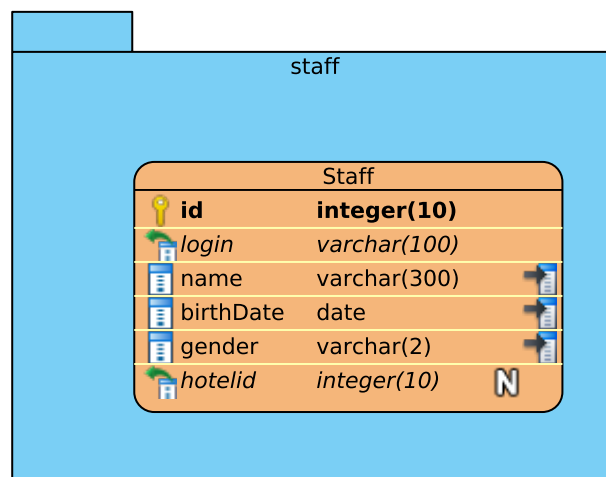 staff
Staff
id integer(10)
login varchar(100)
name varchar(300)
birthDate date
gender varchar(2)
hotelid integer(10) N